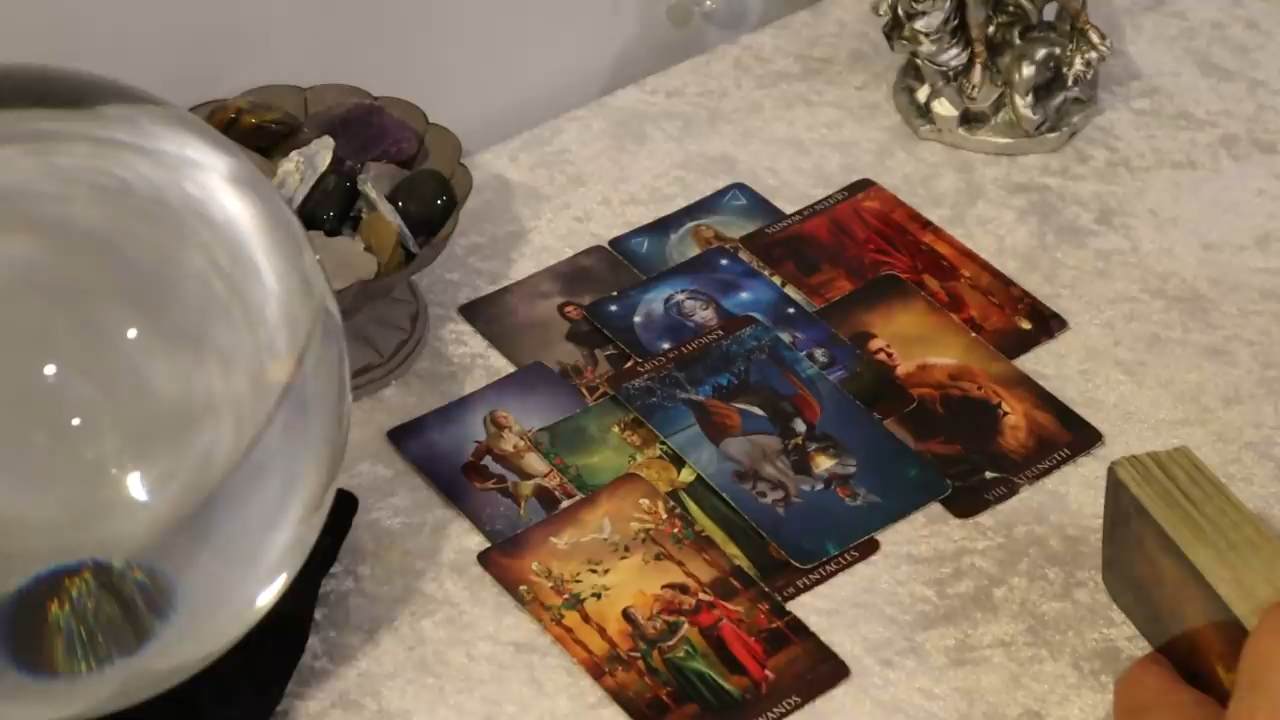 QUEEN OF WANDS
KNIGHT OF CUPS
VIII STRENGTH
OF PENTACLES
WANDS